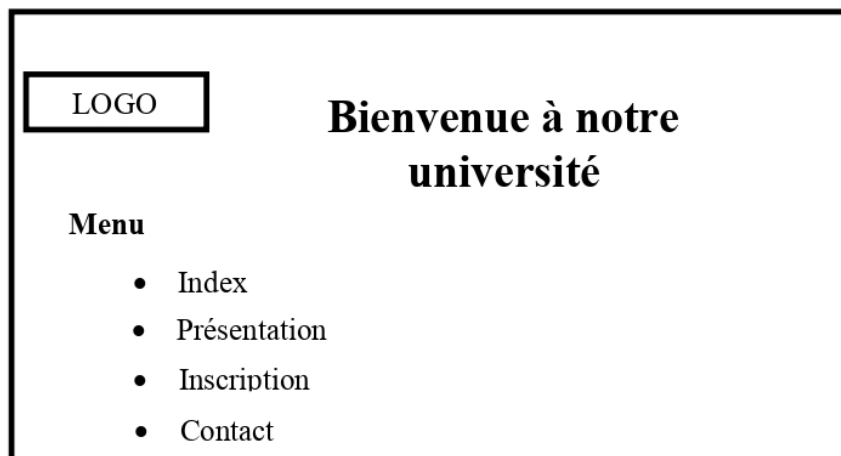 LOGO
Bienvenue à notre
université
Menu
Index
Présentation
Inscription
Contact